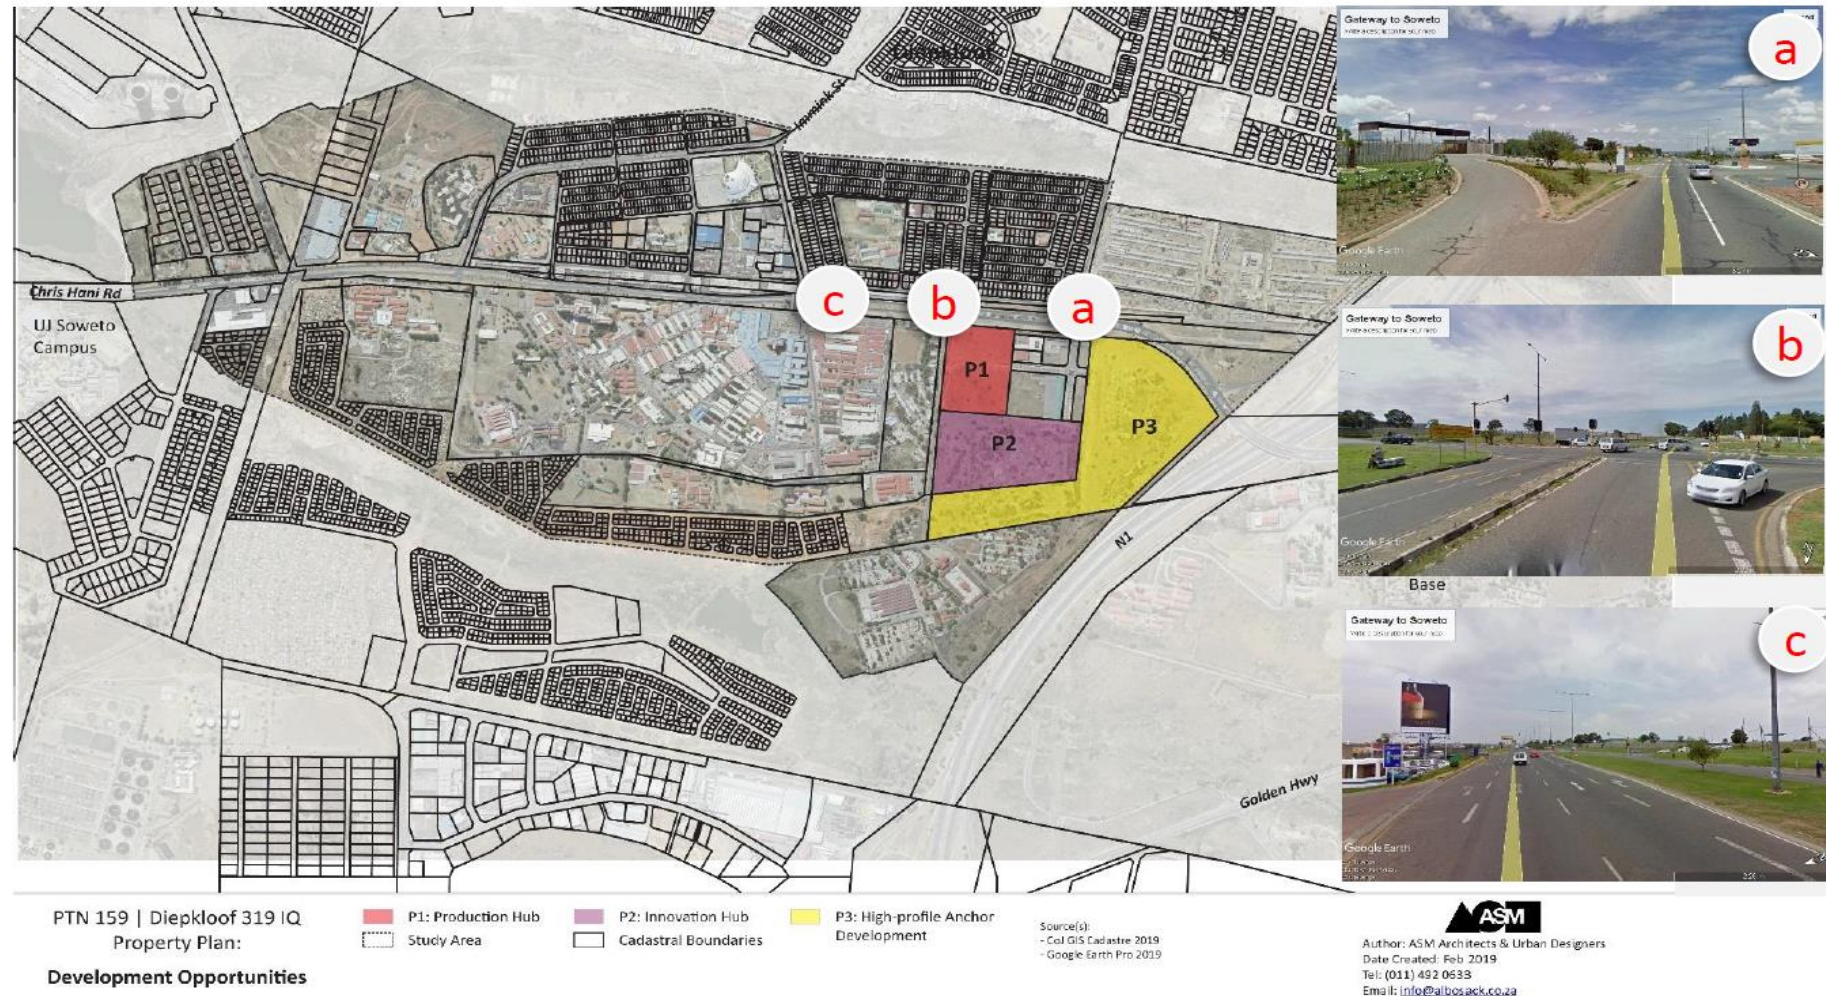 Gateway to Soweto
a
Google Earth
Hamink St
Chris Hani Rd
UJ Soweto
Campus
c
b
a
P1
P2
P3
N1
Golden Hwy
Gateway to Soweto
b
Google Earth
Base
Gateway to Soweto
c
Google Earth
PTN 159 | Diepkloof 319 IQ
Property Plan:
Development Opportunities
P1: Production Hub
Study Area
P2: Innovation Hub
Cadastral Boundaries
P3: High-profile Anchor
Development
Source(s):
- CoJ GIS Cadastre 2019
- Google Earth Pro 2019
ASM
Author: ASM Architects & Urban Designers
Date Created: Feb 2019
Tel: (011) 492 0633
Email: info@albosack.co.za